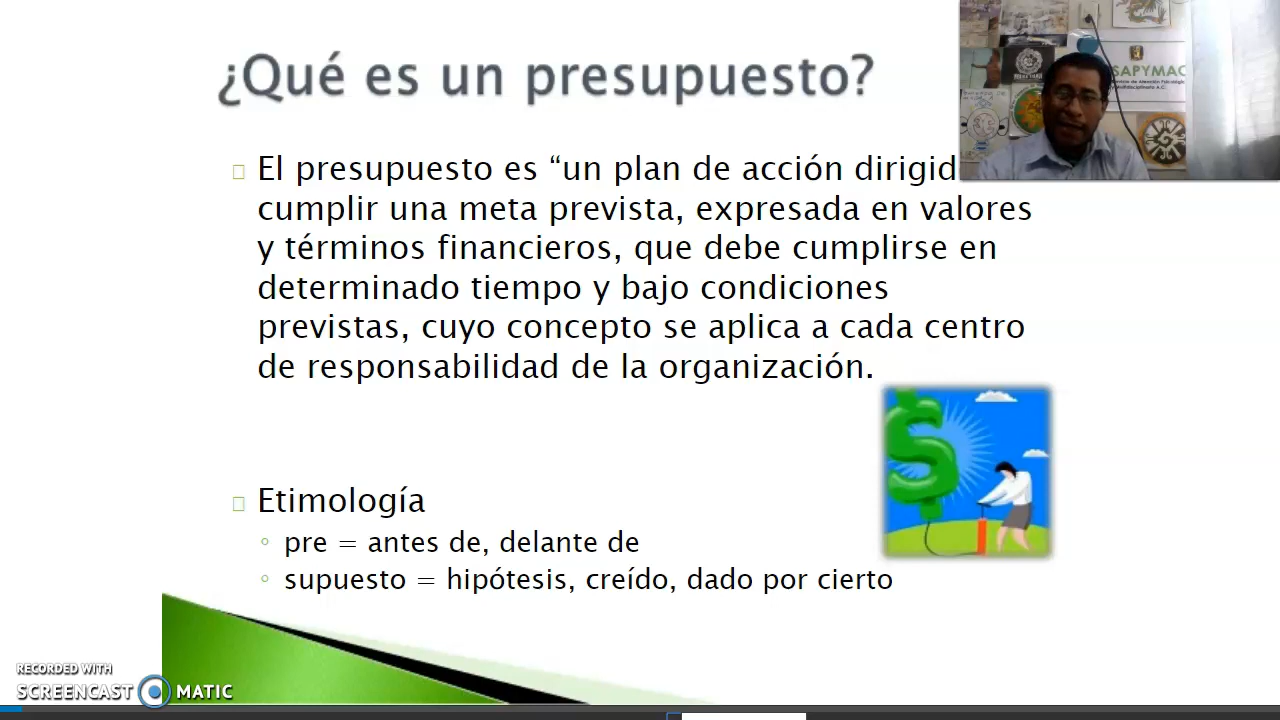 ¿Qué es un presupuesto?
El presupuesto es “un plan de acción dirigid
cumplir una meta prevista, expresada en valores
y términos financieros, que debe cumplirse en
determinado tiempo y bajo condiciones
previstas, cuyo concepto se aplica a cada centro
de responsabilidad de la organización.
Etimología
pre = antes de, delante de
supuesto = hipótesis, creído, dado por cierto
SAPYMAC
Multidisciplinaria A.C.
$
RECORDED WITH
SCREENCAST MATIC